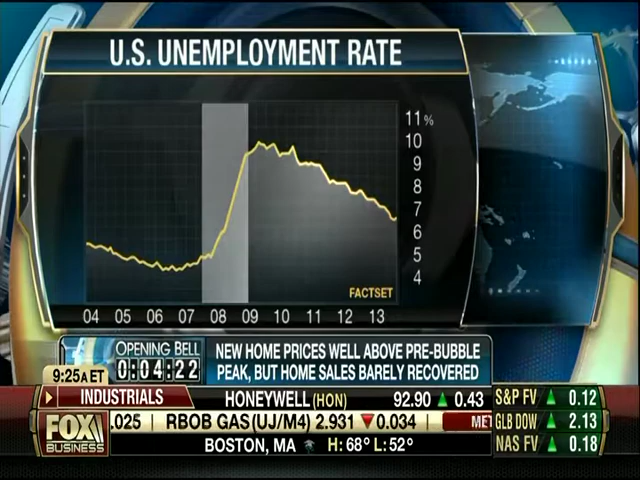 U.S. UNEMPLOYMENT RATE
11%
10
9
8
7
6
5
4
FACTSET
04 05 06 07 08 09 10 11 12 13
OPENING BELL
0:04:22
NEW HOME PRICES WELL ABOVE PRE-BUBBLE
PEAK, BUT HOME SALES BARELY RECOVERED
9:25A ET
INDUSTRIALS HONEYWELL(HON) 92.90 ▲ 0.43
S&P FV ▲ 0.12
FOX
BUSINESS
.025 | RBOB GAS(UJ/M4) 2.931 ▼0.034 | MET
GLB DOW ▲ 2.13
BOSTON, MA H: 68° L: 52°
NAS FV ▲ 0.18